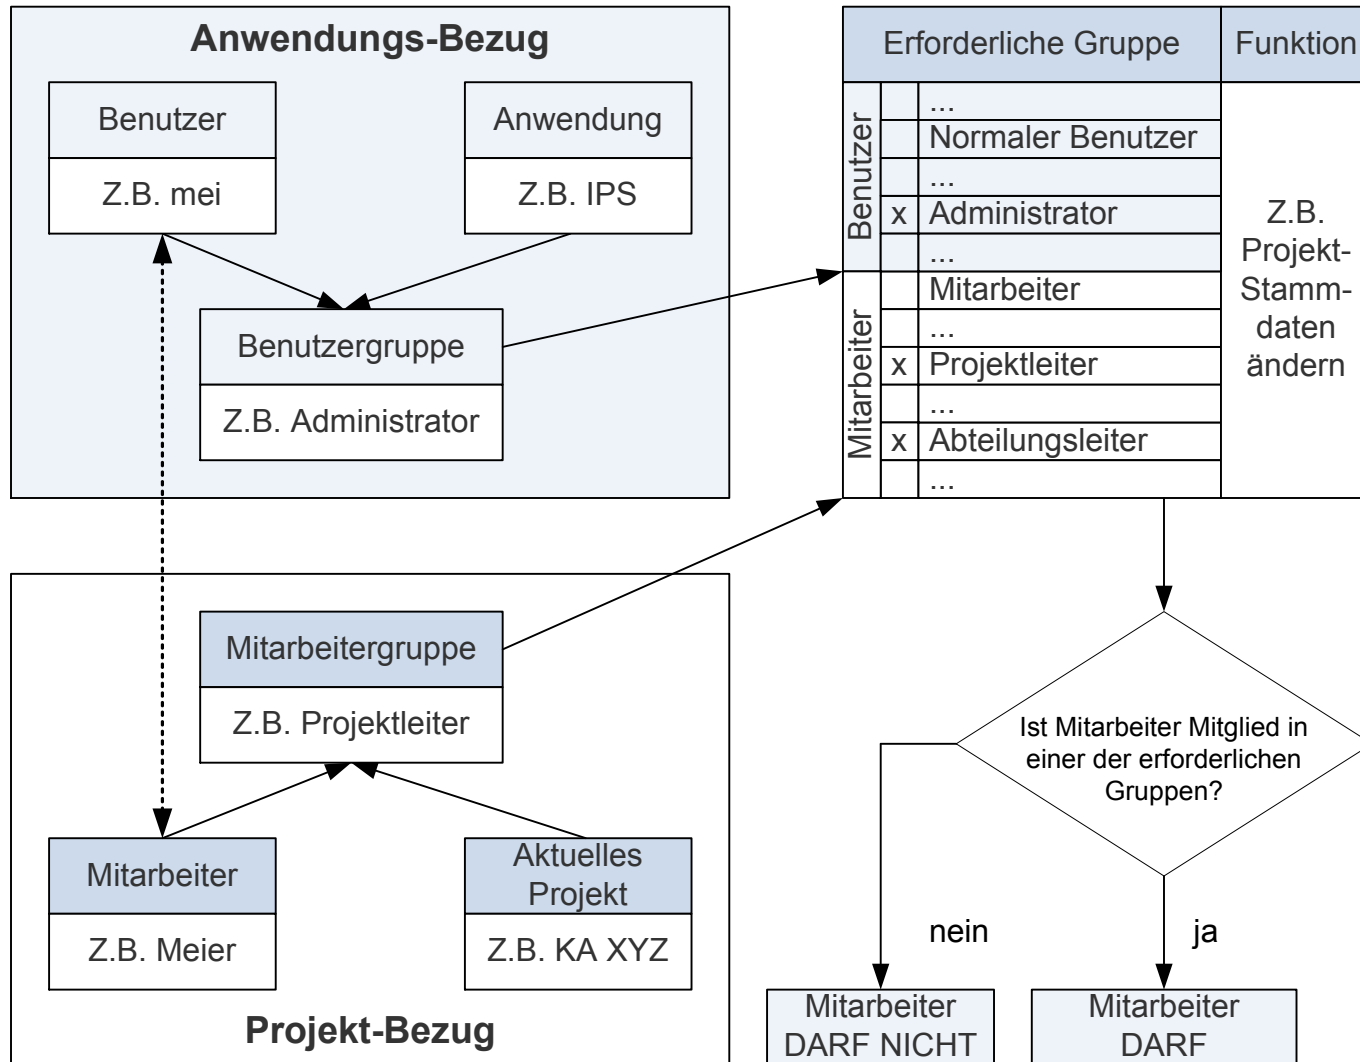 Anwendungs-Bezug
Benutzer
Z.B. mei
Anwendung
Z.B. IPS
Benutzergruppe
Z.B. Administrator
Erforderliche Gruppe
Funktion
Benutzer
...
Normaler Benutzer
...
x Administrator
...
Mitarbeiter
Mitarbeiter
...
x Projektleiter
...
x Abteilungsleiter
...
Z.B.
Projekt-
Stamm-
daten
ändern
Mitarbeitergruppe
Z.B. Projektleiter
Mitarbeiter
Z.B. Meier
Aktuelles
Projekt
Z.B. KA XYZ
Projekt-Bezug
Ist Mitarbeiter Mitglied in
einer der erforderlichen
Gruppen?
nein
ja
Mitarbeiter
DARF NICHT
Mitarbeiter
DARF